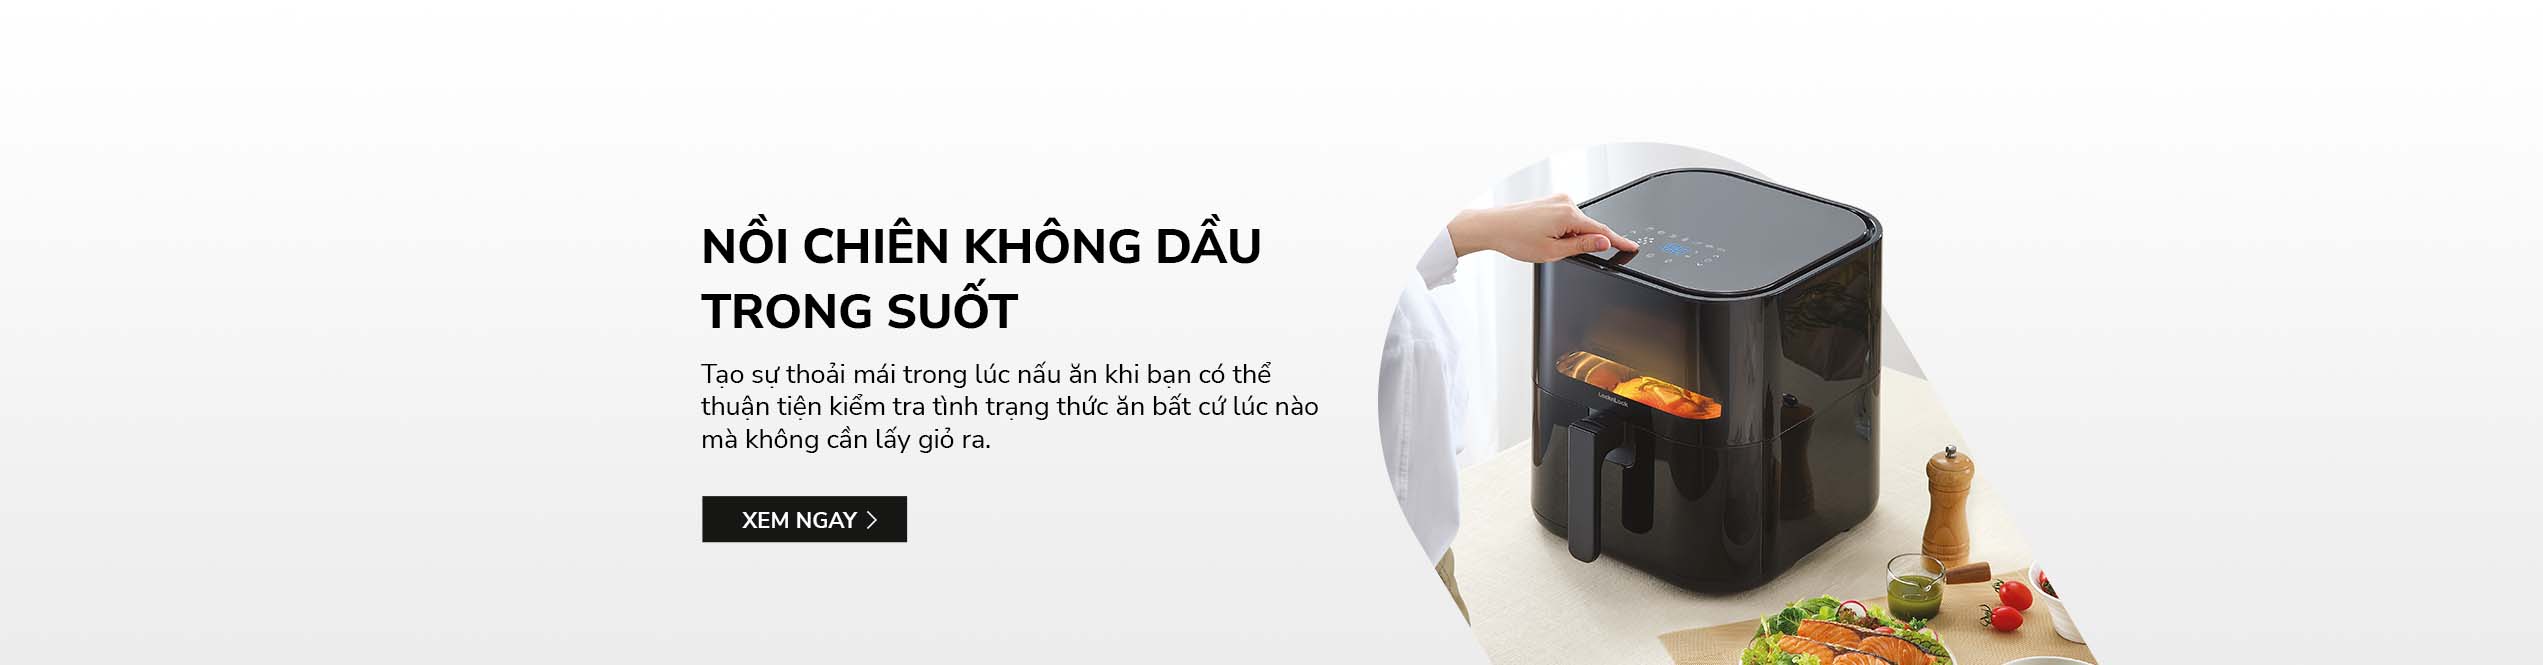 NỒI CHIÊN KHÔNG DẦU
TRONG SUỐT
Tạo sự thoải mái trong lúc nấu ăn khi bạn có thể
thuận tiện kiểm tra tình trạng thức ăn bất cứ lúc nào
mà không cần lấy giỏ ra.
XEM NGAY
LocknLock